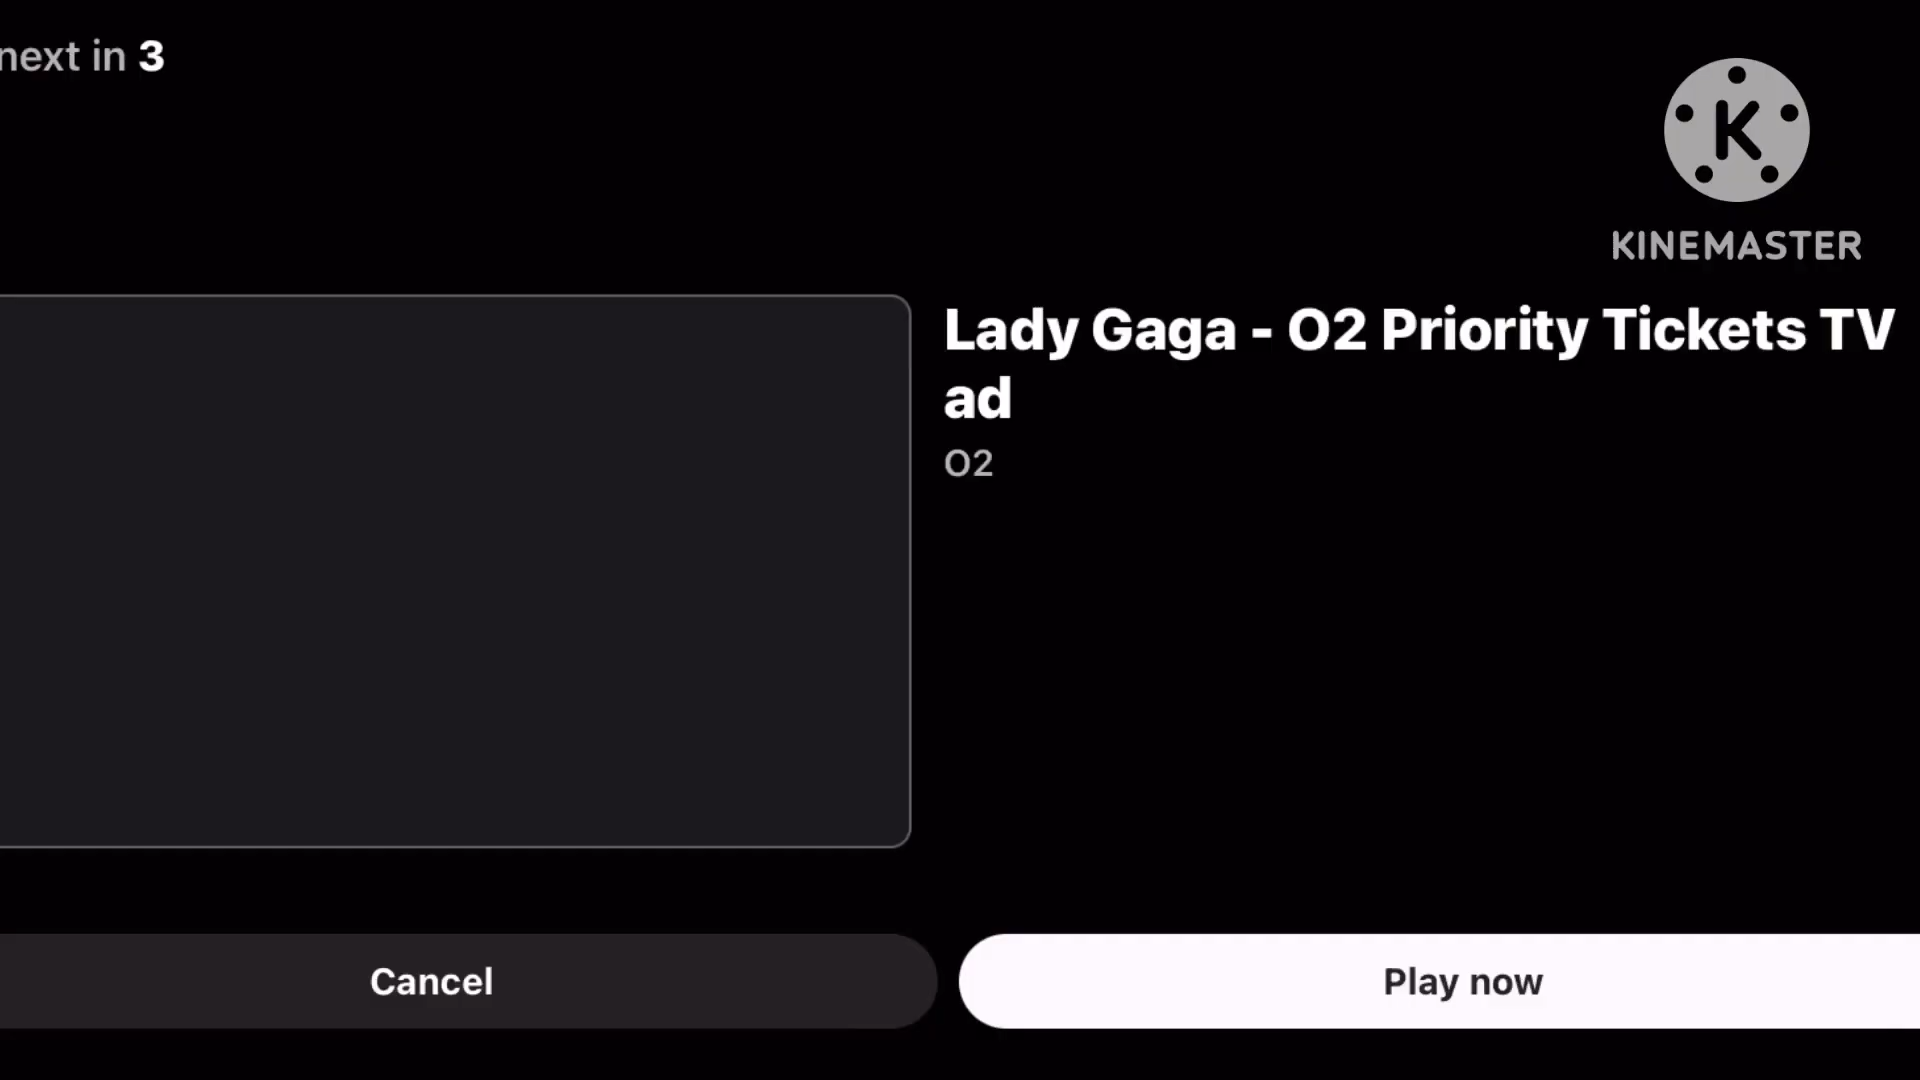 next in 3
K
KINEMASTER
Lady Gaga - O2 Priority Tickets TV
ad
O2
Cancel
Play now